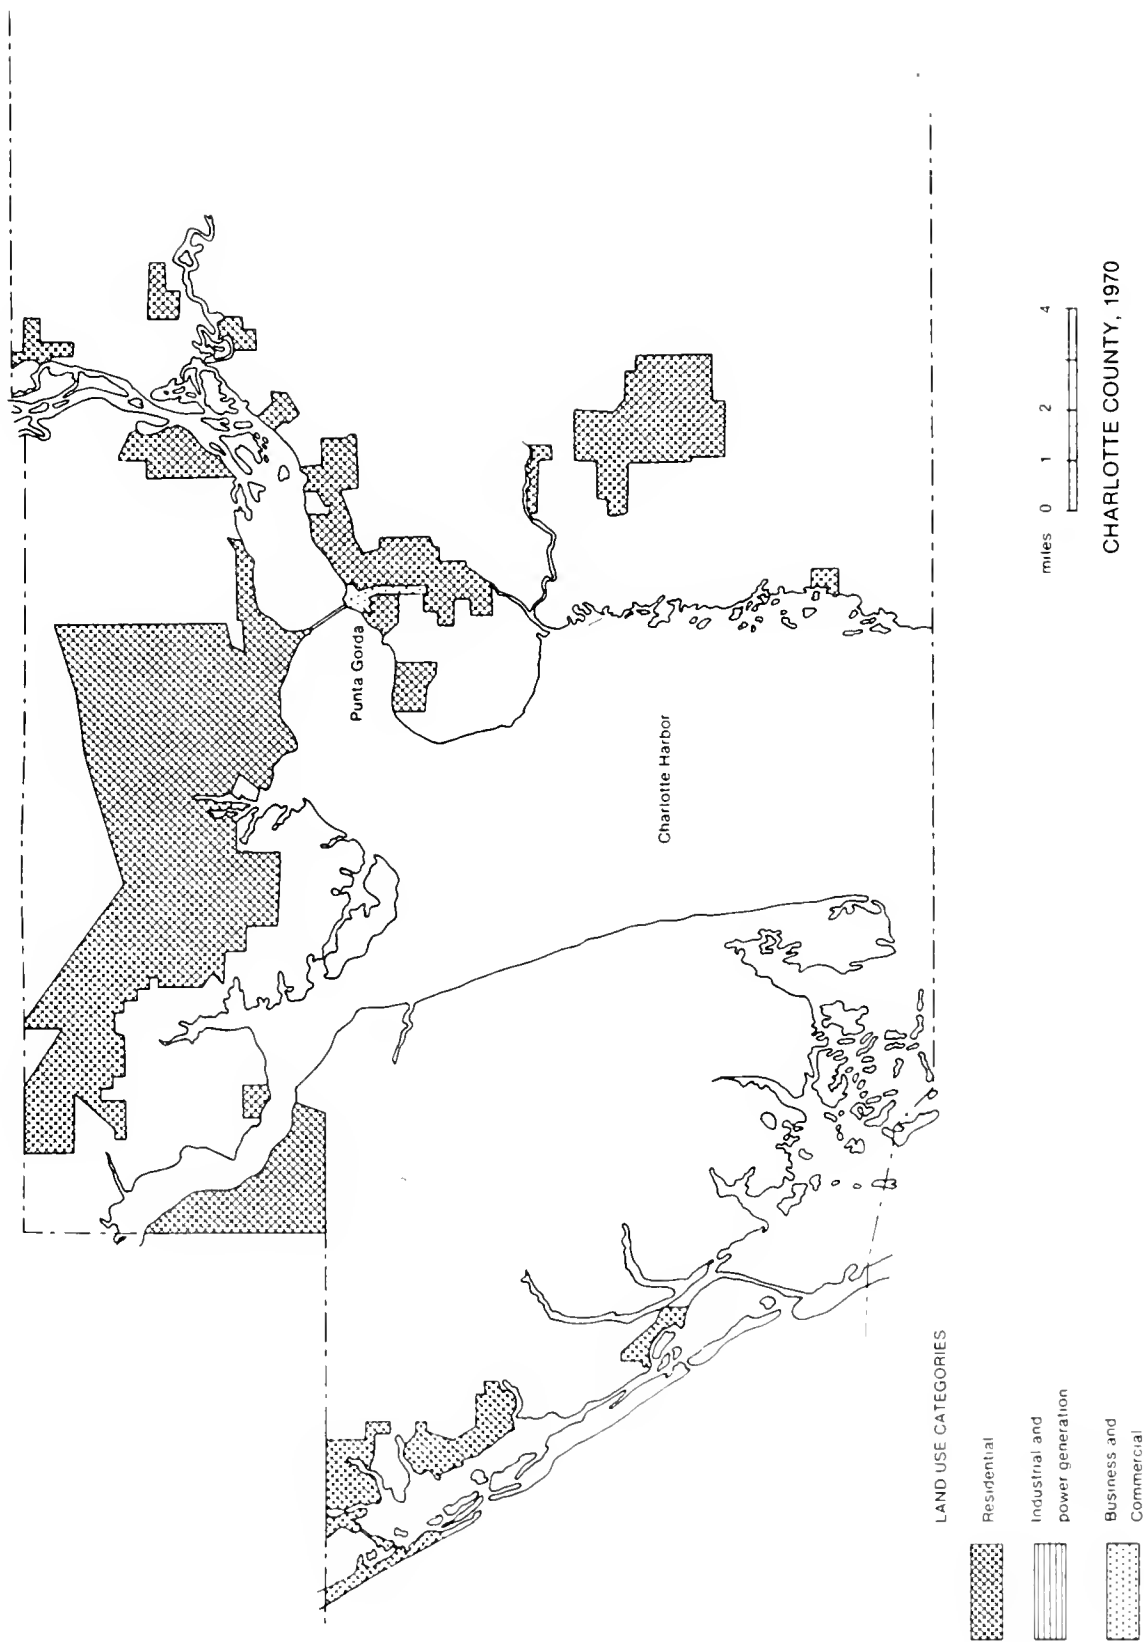 Punta Gorda
Charlotte Harbor
LAND USE CATEGORIES
Residential
Industrial and
power generation
Business and
Commercial
miles 0 1 2 4
CHARLOTTE COUNTY, 1970